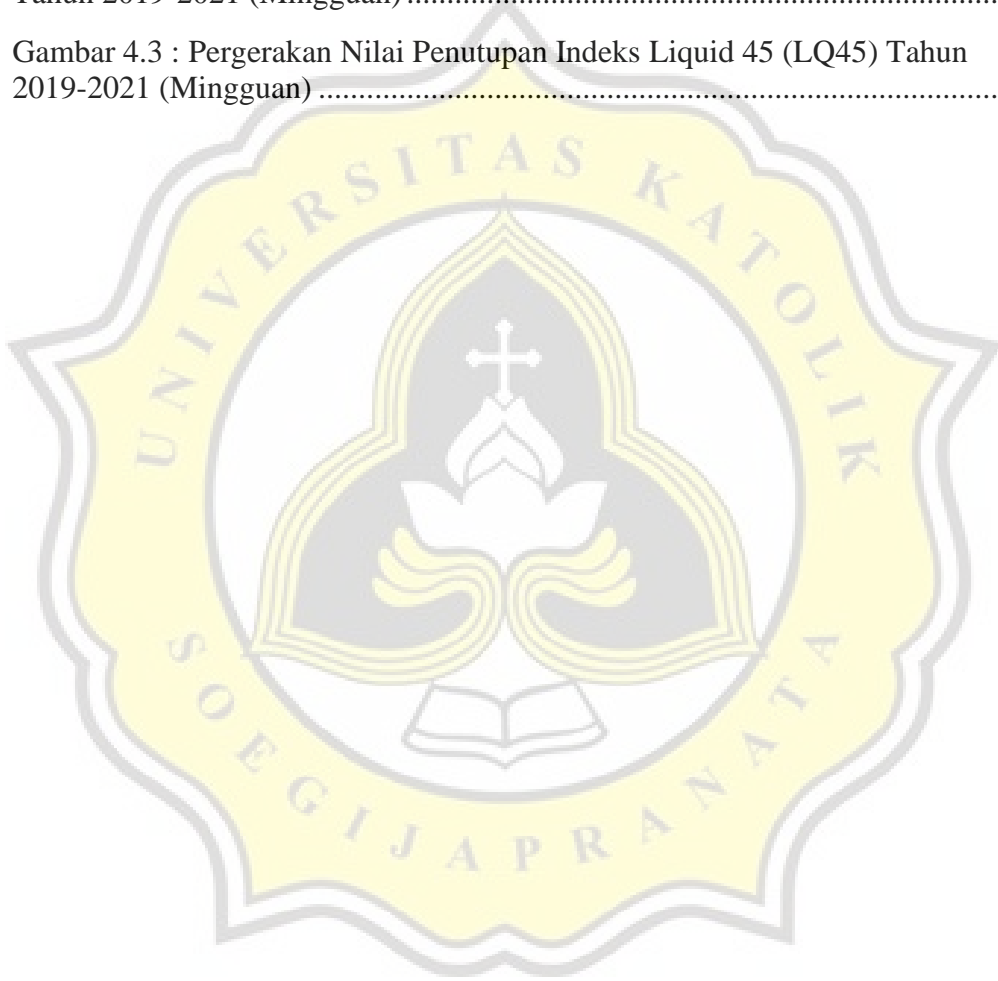 Tahun 2019-2021 (Mingguan)
Gambar 4.3 : Pergerakan Nilai Penutupan Indeks Liquid 45 (LQ45) Tahun
2019-2021 (Mingguan)
UNIVERSITAS KATOLIK
SOEGIJAPRANATA